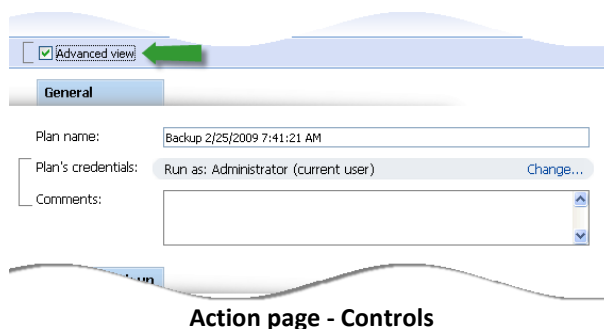 Advanced view
General
Plan name: Backup 2/25/2009 7:41:21 AM
Plan's credentials: Run as: Administrator (current user) Change...
Comments:
Action page - Controls